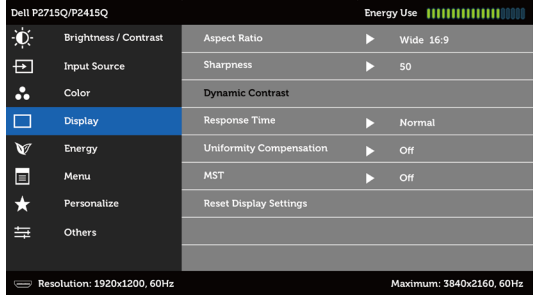 Dell P2715Q/P2415Q Energy Use
Brightness / Contrast Aspect Ratio Wide 16:9
Input Source Sharpness 50
Color Dynamic Contrast
Display Response Time Normal
Energy Uniformity Compensation Off
Menu MST Off
Personalize Reset Display Settings
Others
Resolution: 1920x1200, 60Hz Maximum: 3840x2160, 60Hz